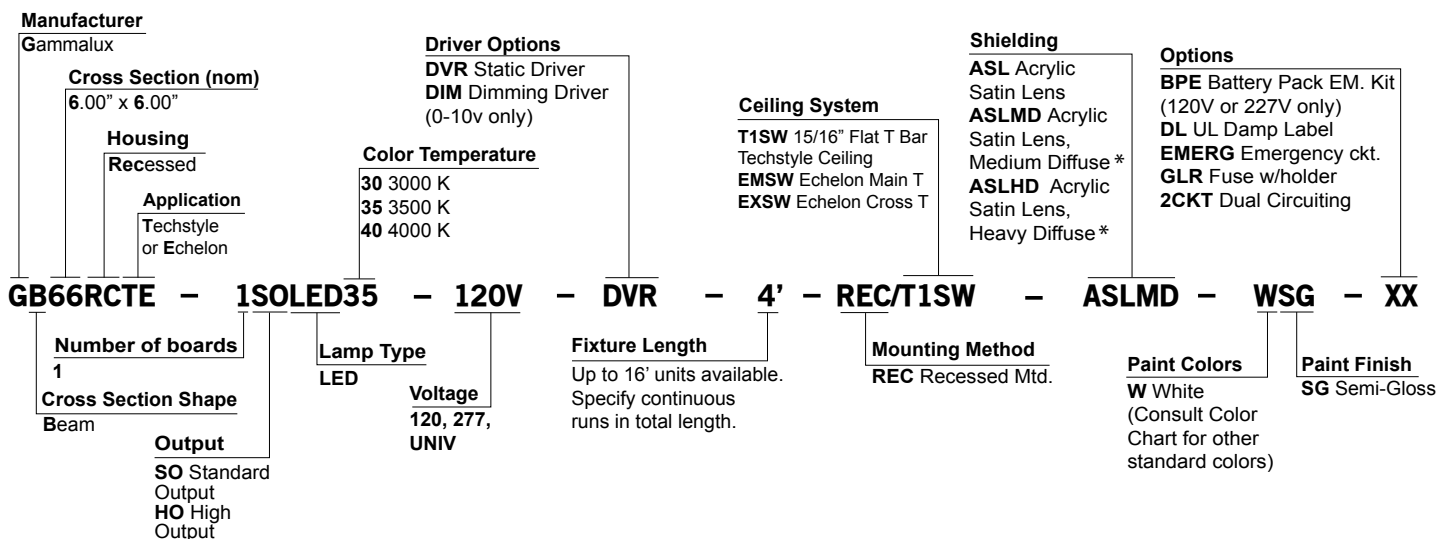 Manufacturer
Gammalux
Cross Section (nom)
6.00” x 6.00”
Housing
Recessed
Application
Techstyle
or Echelon
Driver Options
DVR Static Driver
DIM Dimming Driver
(0-10v only)
Color Temperature
30 3000 K
35 3500 K
40 4000 K
Ceiling System
T1SW 15/16” Flat T Bar
Techstyle Ceiling
EMSW Echelon Main T
EXSW Echelon Cross T
Shielding
ASL Acrylic
Satin Lens
ASLMD Acrylic
Satin Lens,
Medium Diffuse *
ASLHD Acrylic
Satin Lens,
Heavy Diffuse *
Options
BPE Battery Pack EM. Kit
(120V or 227V only)
DL UL Damp Label
EMERG Emergency ckt.
GLR Fuse w/holder
2CKT Dual Circuiting
GB66RCTE – 1SOLED35 – 120V – DVR – 4' – REC/T1SW – ASLMD – WSG – XX
Number of boards
1
Cross Section Shape
Beam
Output
SO Standard
Output
HO High
Output
Lamp Type
LED
Voltage
120, 277,
UNIV
Fixture Length
Up to 16’ units available.
Specify continuous
runs in total length.
Mounting Method
REC Recessed Mtd.
Paint Colors
W White
(Consult Color
Chart for other
standard colors)
Paint Finish
SG Semi-Gloss